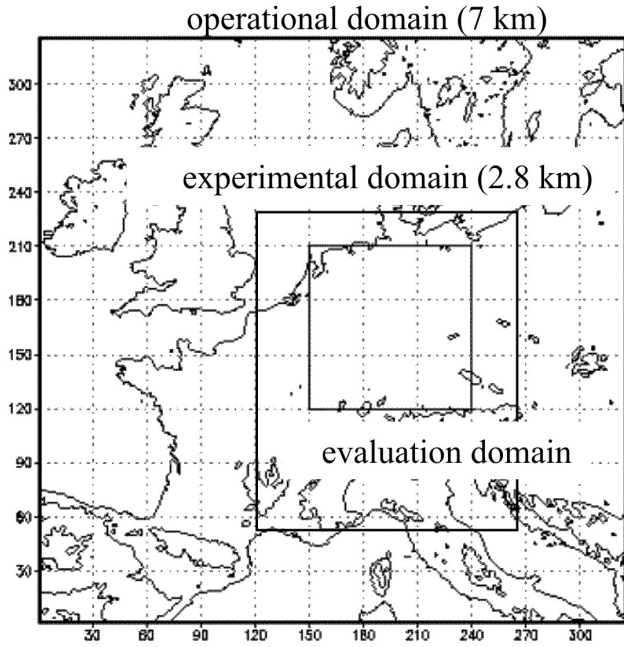 operational domain (7 km)
300
270
240
experimental domain (2.8 km)
210
180
150
120
90
evaluation domain
60
30
30 60 90 120 150 180 210 240 270 300